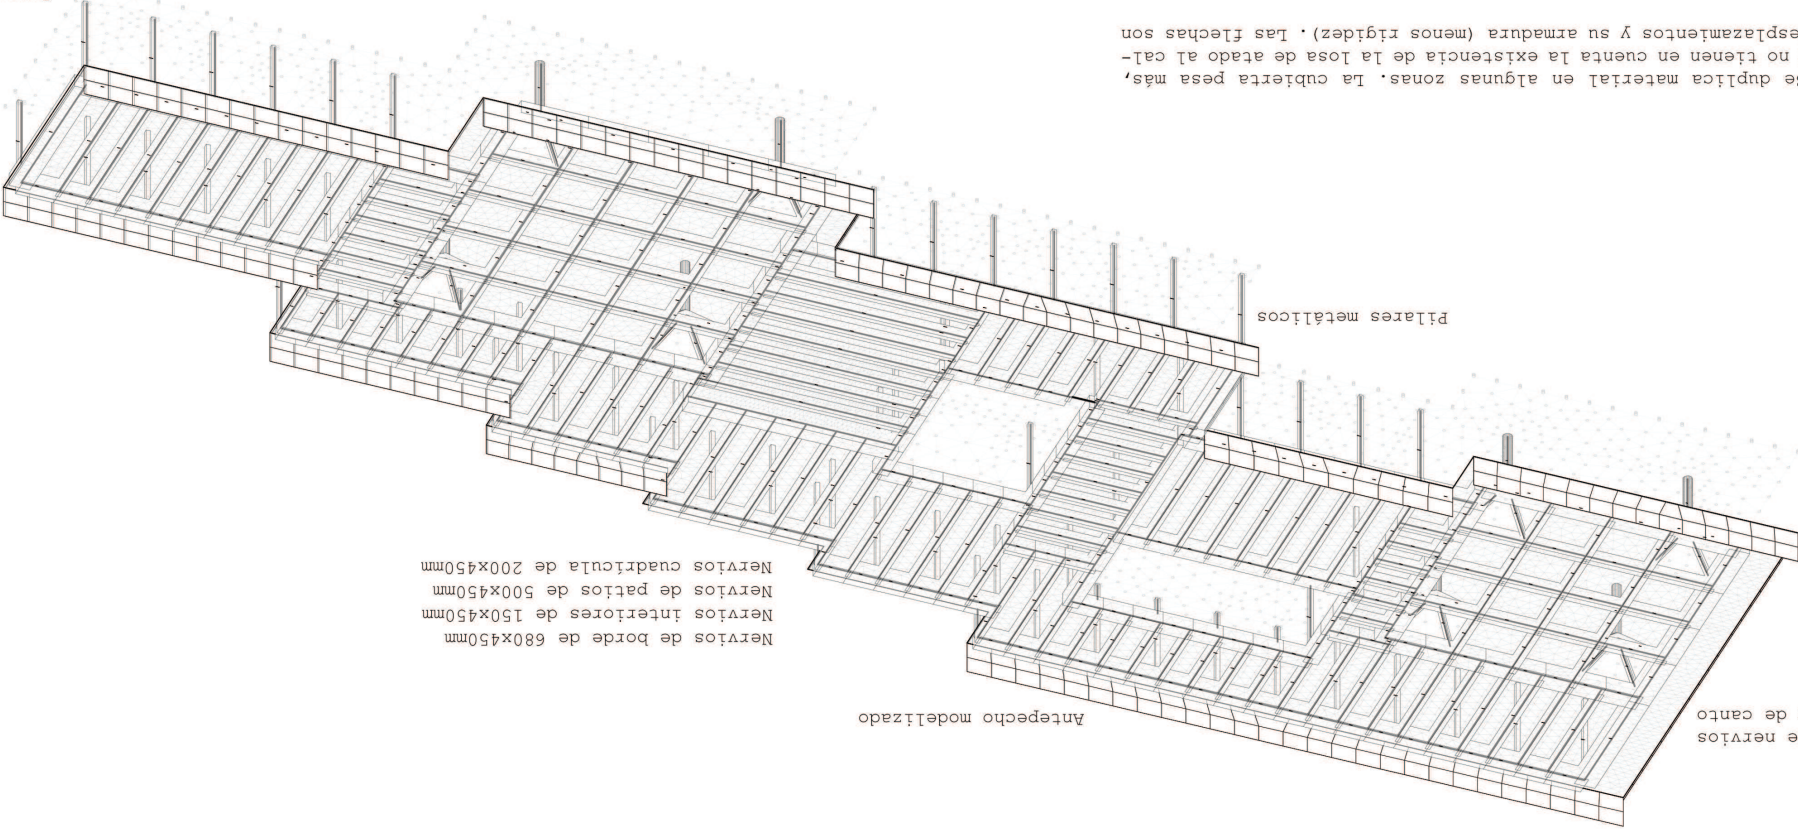 e nervios
de canto
Antepecho modelizado
Nervios de borde de 680x450mm
Nervios interiores de 150x450mm
Nervios de patios de 500x450mm
Nervios cuadrícula de 200x450mm
Pilares metálicos
Se duplica material en algunas zonas. La cubierta pesa más,
no tienen en cuenta la existencia de la losa de atado al cal-
esplazamientos y su armadura (menos rigidez). Las flechas son